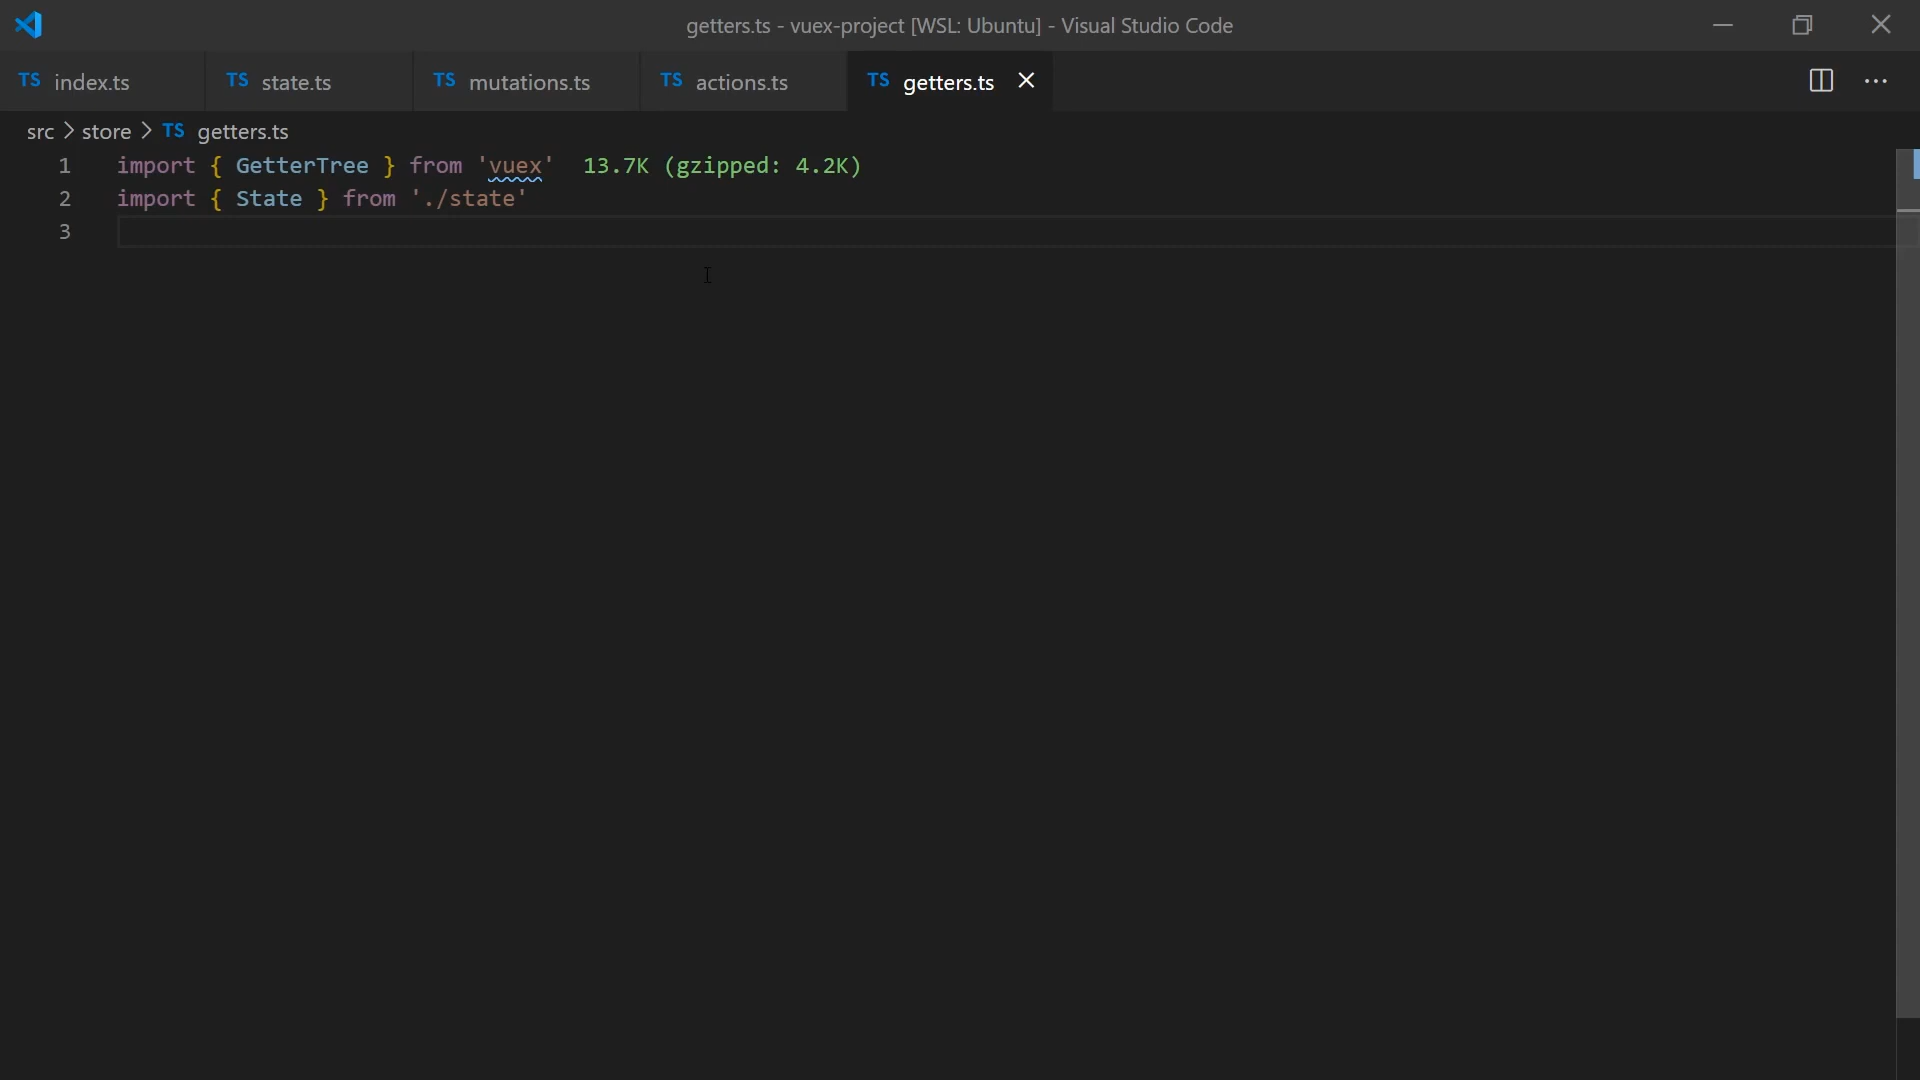 getters.ts - vuex-project [WSL: Ubuntu] - Visual Studio Code
TS index.ts TS state.ts TS mutations.ts TS actions.ts TS getters.ts
src > store > TS getters.ts
1 import { GetterTree } from 'vuex' 13.7K (gzipped: 4.2K)
2 import { State } from './state'
3